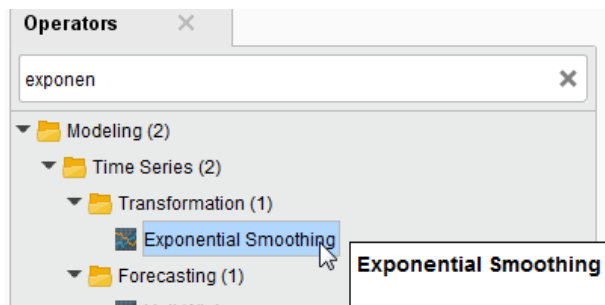 Operators
exponen
Modeling (2)
Time Series (2)
Transformation (1)
Exponential Smoothing
Exponential Smoothing
Forecasting (1)